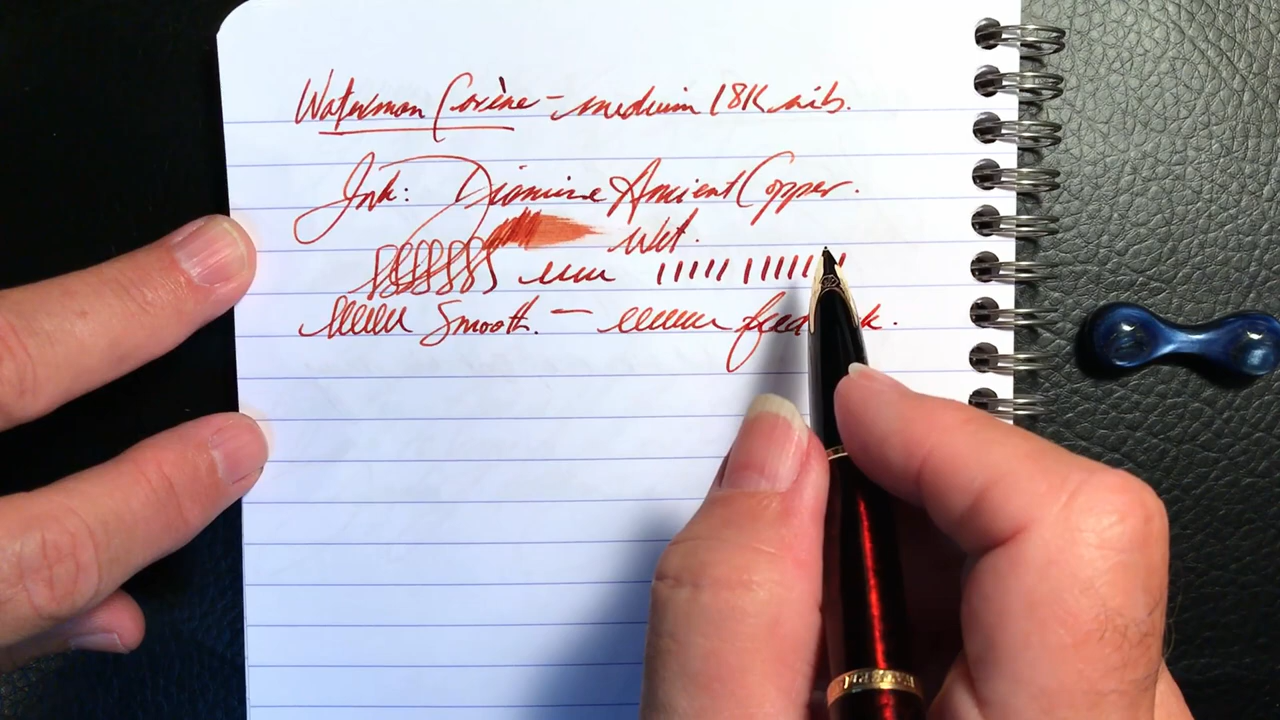 Waterman Carène - medium 18K nib.
Ink: Diamine Ancient Copper.
Wet.
Smooth. -